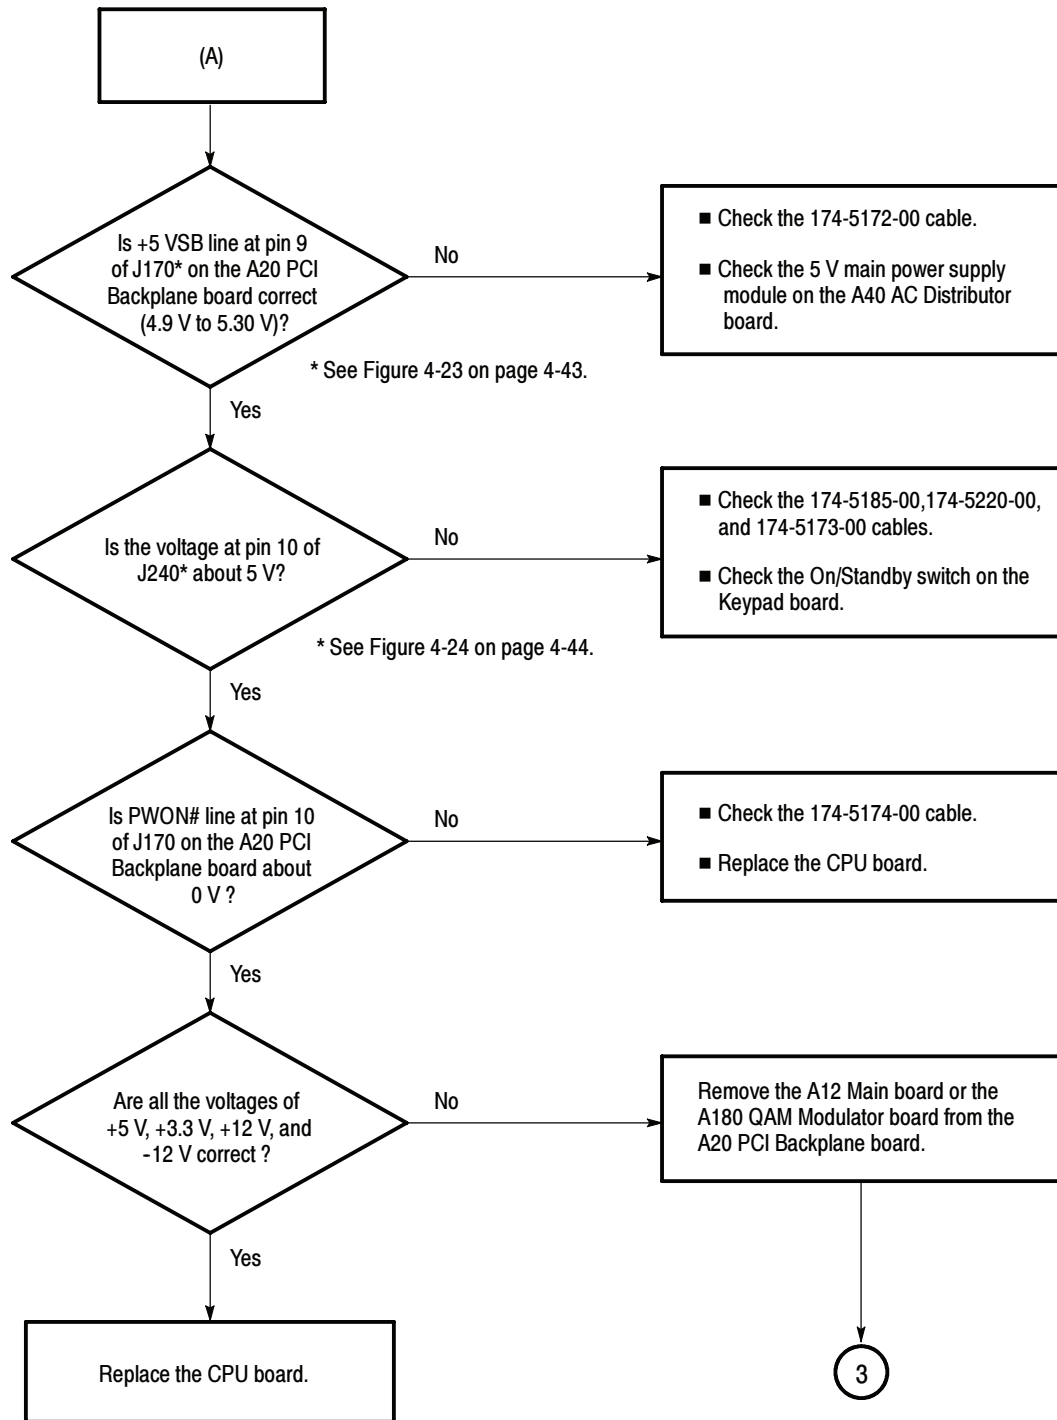 (A)
Is +5 VSB line at pin 9
of J170* on the A20 PCI
Backplane board correct
(4.9 V to 5.30 V)?
No
■ Check the 174-5172-00 cable.
■ Check the 5 V main power supply
module on the A40 AC Distributor
board.
* See Figure 4-23 on page 4-43.
Yes
Is the voltage at pin 10 of
J240* about 5 V?
No
■ Check the 174-5185-00,174-5220-00,
and 174-5173-00 cables.
■ Check the On/Standby switch on the
Keypad board.
* See Figure 4-24 on page 4-44.
Yes
Is PWON# line at pin 10
of J170 on the A20 PCI
Backplane board about
0 V ?
No
■ Check the 174-5174-00 cable.
■ Replace the CPU board.
Yes
Are all the voltages of
+5 V, +3.3 V, +12 V, and
-12 V correct ?
No
Remove the A12 Main board or the
A180 QAM Modulator board from the
A20 PCI Backplane board.
Yes
Replace the CPU board.
3